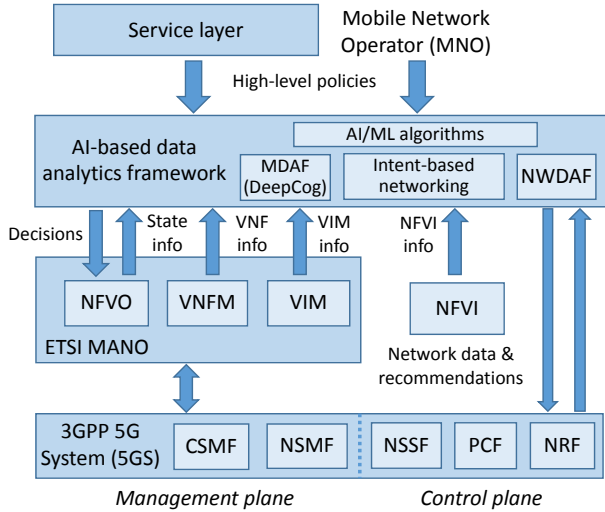 Service layer
Mobile Network
Operator (MNO)
High-level policies
AI-based data
analytics framework
AI/ML algorithms
MDAF
(DeepCog)
Intent-based
networking
NWDAF
Decisions
State
info
VNF
info
VIM
info
NFVI
info
NFVO
VNFM
VIM
ETSI MANO
NFVI
Network data &
recommendations
3GPP 5G
System (5GS)
CSMF
NSMF
NSSF
PCF
NRF
Management plane
Control plane